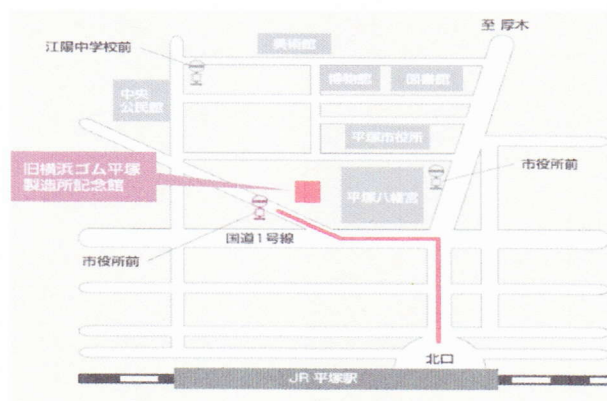 至 厚木
江陽中学校前
美術館
博物館
図書館
中央
公民館
平塚市役所
市役所前
旧横浜ゴム平塚
製造所記念館
平塚八幡宮
国道1号線
市役所前
北口
JR 平塚駅